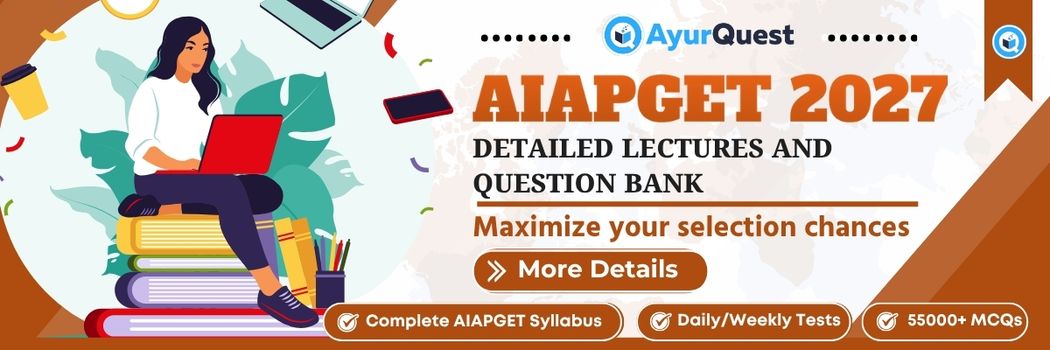 AyurQuest
AIAPGET 2027
DETAILED LECTURES AND
QUESTION BANK
Maximize your selection chances
More Details
Complete AIAPGET Syllabus
Daily/Weekly Tests
55000+ MCQs